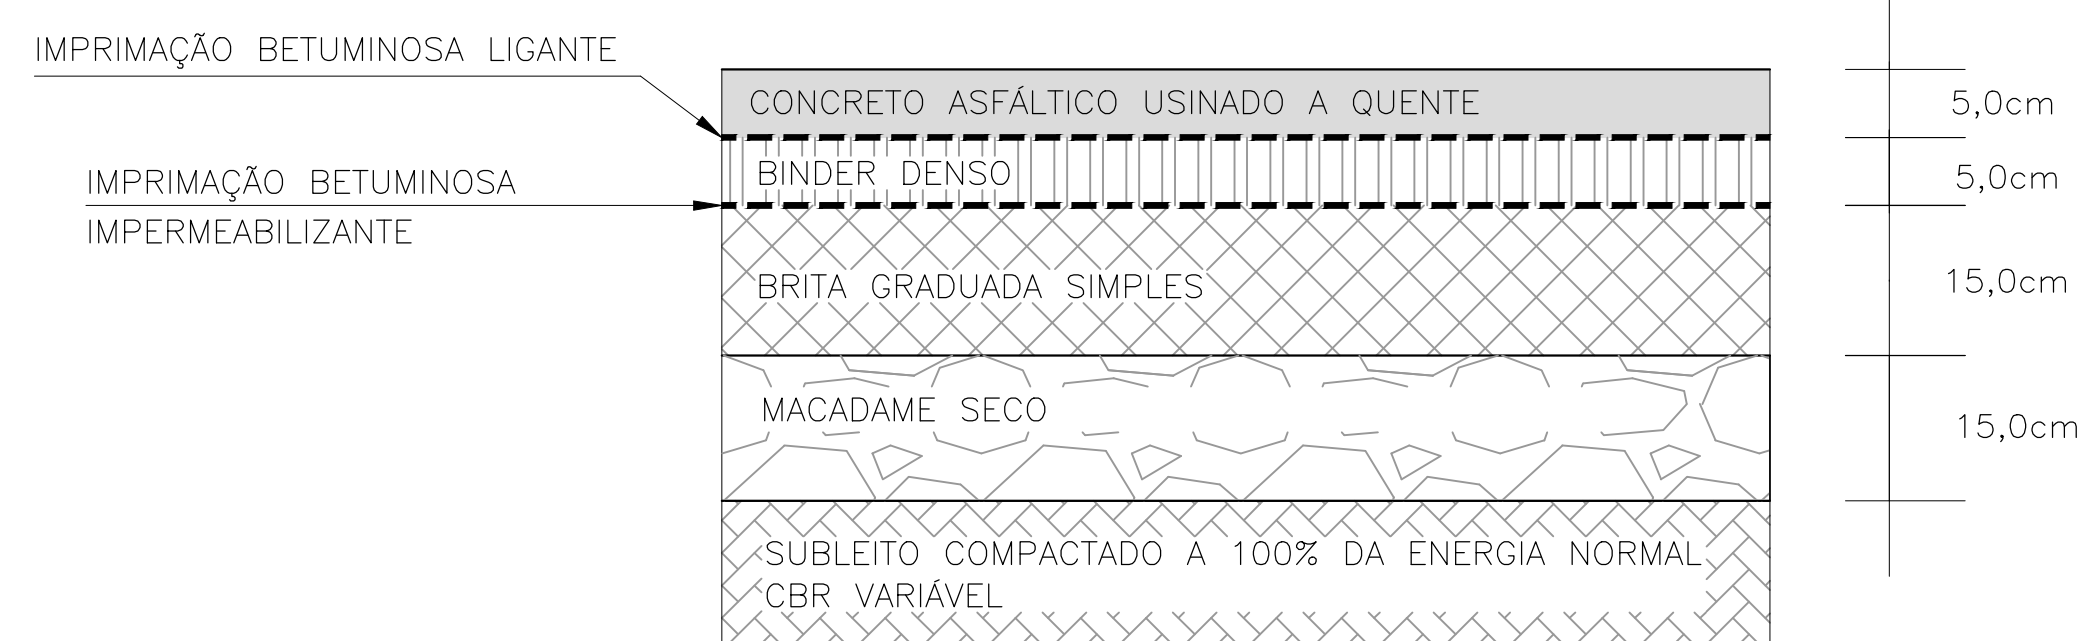 IMPRIMAÇÃO BETUMINOSA LIGANTE
CONCRETO ASFÁLTICO USINADO A QUENTE
5,0cm
IMPRIMAÇÃO BETUMINOSA
IMPERMEABILIZANTE
BINDER DENSO
5,0cm
BRITA GRADUADA SIMPLES
15,0cm
MACADAME SECO
15,0cm
SUBLEITO COMPACTADO A 100% DA ENERGIA NORMAL
CBR VARIÁVEL